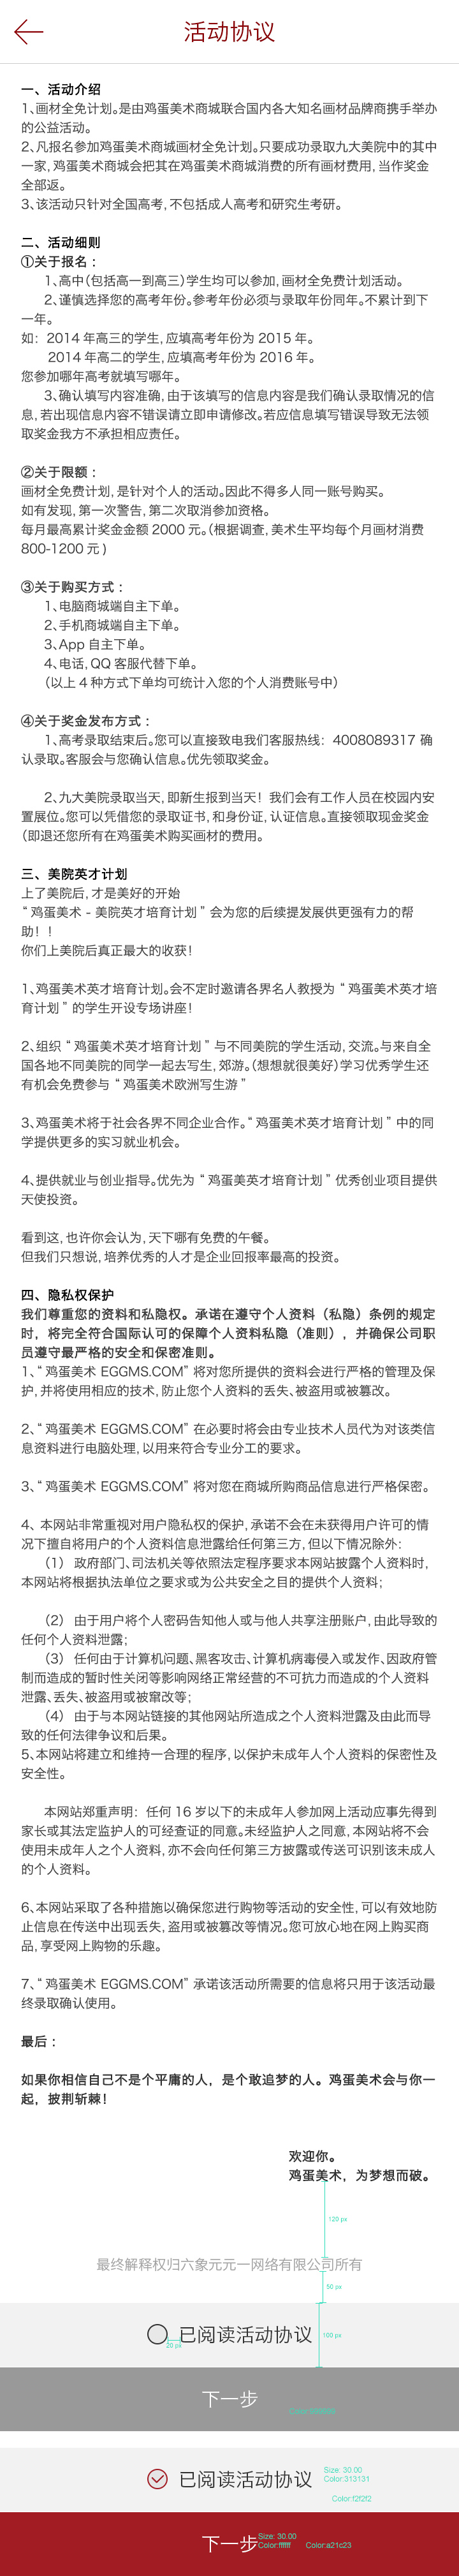 活动协议
一、活动介绍
1、画材全免计划。是由鸡蛋美术商城联合国内各大知名画材品牌商携手举办
的公益活动。
2、凡报名参加鸡蛋美术商城画材全免计划。只要成功录取九大美院中的其中
一家,鸡蛋美术商城会把其在鸡蛋美术商城消费的所有画材费用,当作奖金
全部返。
3、该活动只针对全国高考,不包括成人高考和研究生考研。
二、活动细则
①关于报名：
1、高中(包括高一到高三)学生均可以参加,画材全免费计划活动。
2、谨慎选择您的高考年份。参考年份必须与录取年份同年。不累计到下
一年。
如：2014 年高三的学生,应填高考年份为 2015 年。
2014 年高二的学生,应填高考年份为 2016 年。
您参加哪年高考就填写哪年。
3、确认填写内容准确,由于该填写的信息内容是我们确认录取情况的信
息,若出现信息内容不错误请立即申请修改。若应信息填写错误导致无法领
取奖金我方不承担相应责任。
②关于限额：
画材全免费计划,是针对个人的活动。因此不得多人同一账号购买。
如有发现,第一次警告,第二次取消参加资格。
每月最高累计奖金金额 2000 元。(根据调查,美术生平均每个月画材消费
800-1200 元 )
③关于购买方式：
1、电脑商城端自主下单。
2、手机商城端自主下单。
3、App 自主下单。
4、电话,QQ 客服代替下单。
(以上 4 种方式下单均可统计入您的个人消费账号中)
④关于奖金发布方式：
1、高考录取结束后。您可以直接致电我们客服热线：4008089317 确
认录取。客服会与您确认信息。优先领取奖金。
2、九大美院录取当天,即新生报到当天！我们会有工作人员在校园内安
置展位。您可以凭借您的录取证书,和身份证,认证信息。直接领取现金奖金
(即退还您所有在鸡蛋美术购买画材的费用。
三、美院英才计划
上了美院后,才是美好的开始
“ 鸡蛋美术 - 美院英才培育计划 ” 会为您的后续提发展供更强有力的帮
助！！
你们上美院后真正最大的收获！
1、鸡蛋美术英才培育计划。会不定时邀请各界名人教授为 “ 鸡蛋美术英才培
育计划 ” 的学生开设专场讲座！
2、组织 “ 鸡蛋美术英才培育计划 ” 与不同美院的学生活动,交流。与来自全
国各地不同美院的同学一起去写生,郊游。(想想就很美好)学习优秀学生还
有机会免费参与 “ 鸡蛋美术欧洲写生游 ”
3、鸡蛋美术将于社会各界不同企业合作。“ 鸡蛋美术英才培育计划 ” 中的同
学提供更多的实习就业机会。
4、提供就业与创业指导。优先为 “ 鸡蛋美英才培育计划 ” 优秀创业项目提供
天使投资。
看到这,也许你会认为,天下哪有免费的午餐。
但我们只想说,培养优秀的人才是企业回报率最高的投资。
四、隐私权保护
我们尊重您的资料和私隐权。承诺在遵守个人资料（私隐）条例的规定
时，将完全符合国际认可的保障个人资料私隐（准则），并确保公司职
员遵守最严格的安全和保密准则。
1、“ 鸡蛋美术 EGGMS.COM” 将对您所提供的资料会进行严格的管理及保
护,并将使用相应的技术,防止您个人资料的丢失、被盗用或被篡改。
2、“ 鸡蛋美术 EGGMS.COM” 在必要时将会由专业技术人员代为对该类信
息资料进行电脑处理,以用来符合专业分工的要求。
3、“ 鸡蛋美术 EGGMS.COM” 将对您在商城所购商品信息进行严格保密。
4、 本网站非常重视对用户隐私权的保护,承诺不会在未获得用户许可的情
况下擅自将用户的个人资料信息泄露给任何第三方,但以下情况除外:
（1） 政府部门、司法机关等依照法定程序要求本网站披露个人资料时,
本网站将根据执法单位之要求或为公共安全之目的提供个人资料;
（2） 由于用户将个人密码告知他人或与他人共享注册账户,由此导致的
任何个人资料泄露;
（3） 任何由于计算机问题、黑客攻击、计算机病毒侵入或发作、因政府管
制而造成的暂时性关闭等影响网络正常经营的不可抗力而造成的个人资料
泄露、丢失、被盗用或被窜改等;
（4） 由于与本网站链接的其他网站所造成之个人资料泄露及由此而导
致的任何法律争议和后果。
5、本网站将建立和维持一合理的程序,以保护未成年人个人资料的保密性及
安全性。
本网站郑重声明：任何 16 岁以下的未成年人参加网上活动应事先得到
家长或其法定监护人的可经查证的同意。未经监护人之同意,本网站将不会
使用未成年人之个人资料,亦不会向任何第三方披露或传送可识别该未成人
的个人资料。
6、本网站采取了各种措施以确保您进行购物等活动的安全性,可以有效地防
止信息在传送中出现丢失,盗用或被篡改等情况。您可放心地在网上购买商
品,享受网上购物的乐趣。
7、“ 鸡蛋美术 EGGMS.COM” 承诺该活动所需要的信息将只用于该活动最
终录取确认使用。
最后：
如果你相信自己不是个平庸的人，是个敢追梦的人。鸡蛋美术会与你一
起，披荆斩棘！
欢迎你。
鸡蛋美术，为梦想而破。
120 px
最终解释权归六象元元一网络有限公司所有
50 px
已阅读活动协议
20 px
100 px
下一步
已阅读活动协议
Size: 30.00
Color:313131
Color:f2f2f2
下一步
Size: 30.00
Color:ffffff
Color:a21c23